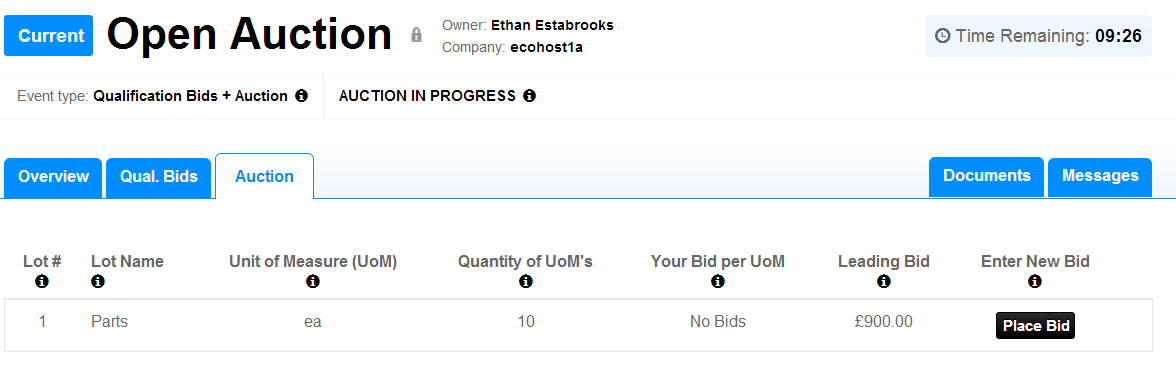 Current Open Auction
Owner: Ethan Estabrooks
Company: ecohost1a
Time Remaining: 09:26
Event type: Qualification Bids + Auction
AUCTION IN PROGRESS
Overview Qual. Bids Auction Documents Messages
Lot # Lot Name Unit of Measure (UoM) Quantity of UoM's Your Bid per UoM Leading Bid Enter New Bid
1 Parts ea 10 No Bids £900.00 Place Bid